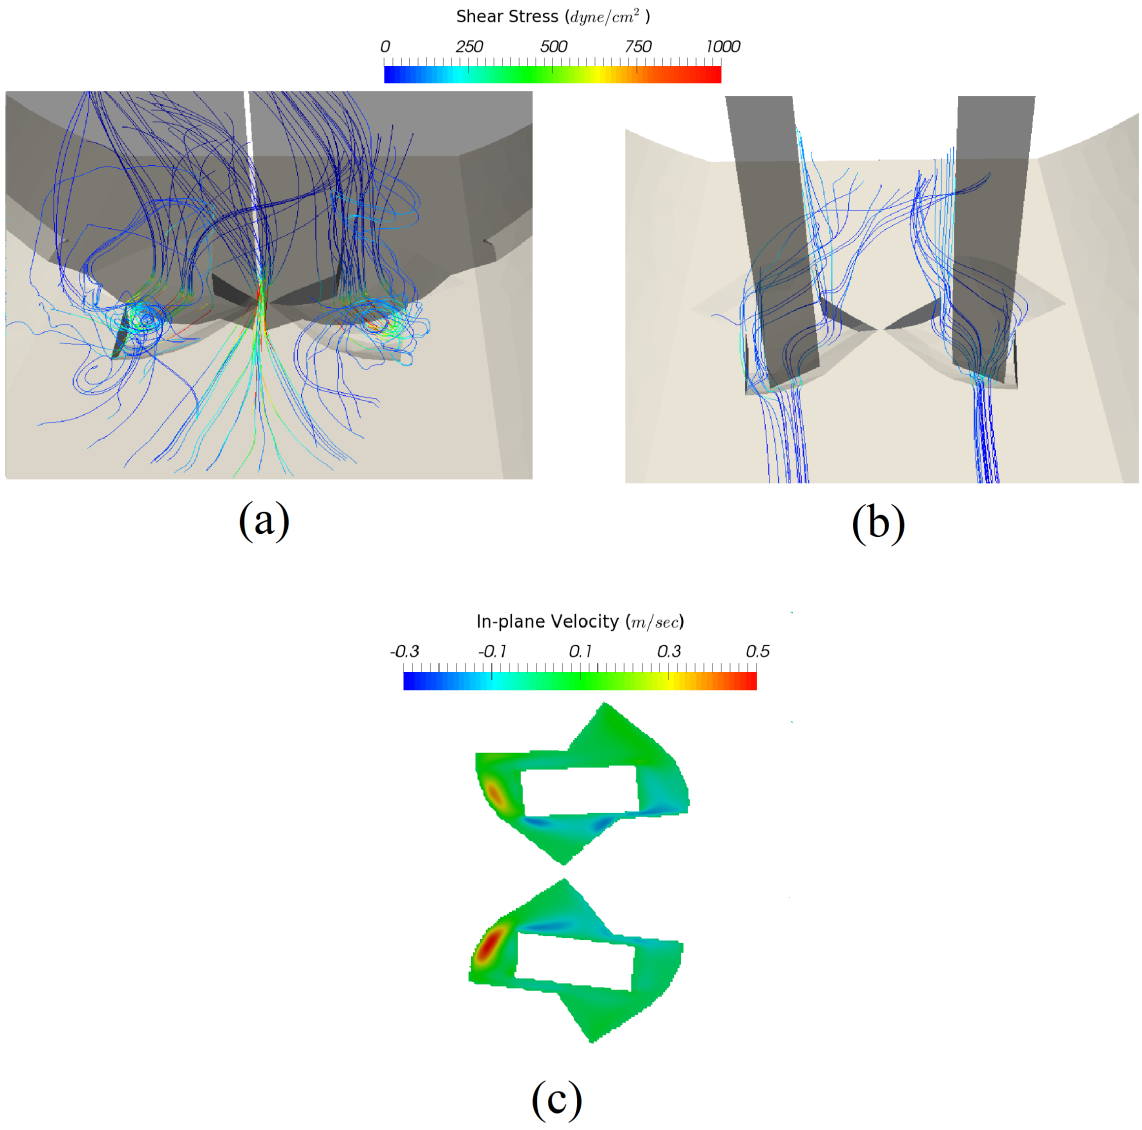 Shear Stress (dyne/cm² )
0 250 500 750 1000
(a)
(b)
In-plane Velocity (m/sec)
-0.3 -0.1 0.1 0.3 0.5
(c)